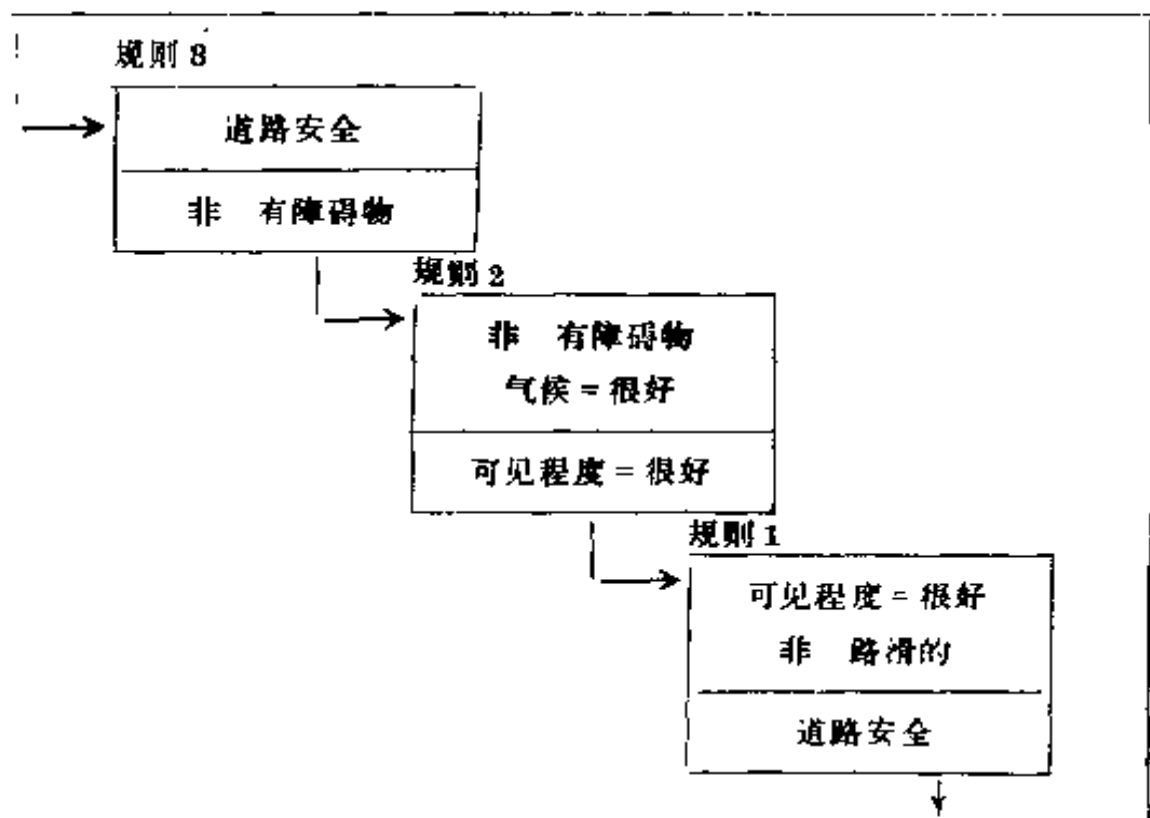 规则 3
道路安全
非 有障碍物
规则 2
非 有障碍物
气候 = 很好
可见程度 = 很好
规则 1
可见程度 = 很好
非 路滑的
道路安全